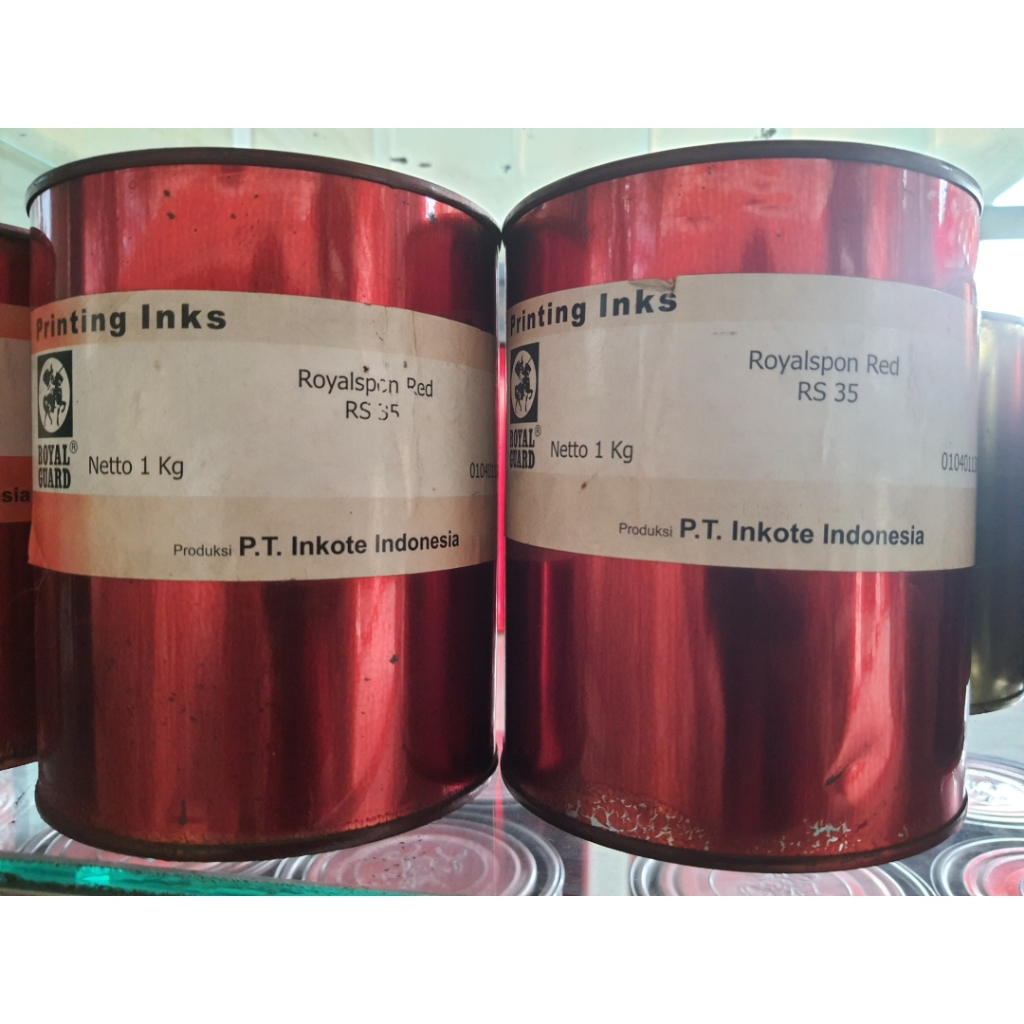 Printing Inks
Royalspon Red
RS 35
ROYAL ®
GUARD
Netto 1 Kg
Produksi P.T. Inkote Indonesia
Printing Inks
Royalspon Red
RS 35
ROYAL ®
GUARD
Netto 1 Kg
Produksi P.T. Inkote Indonesia